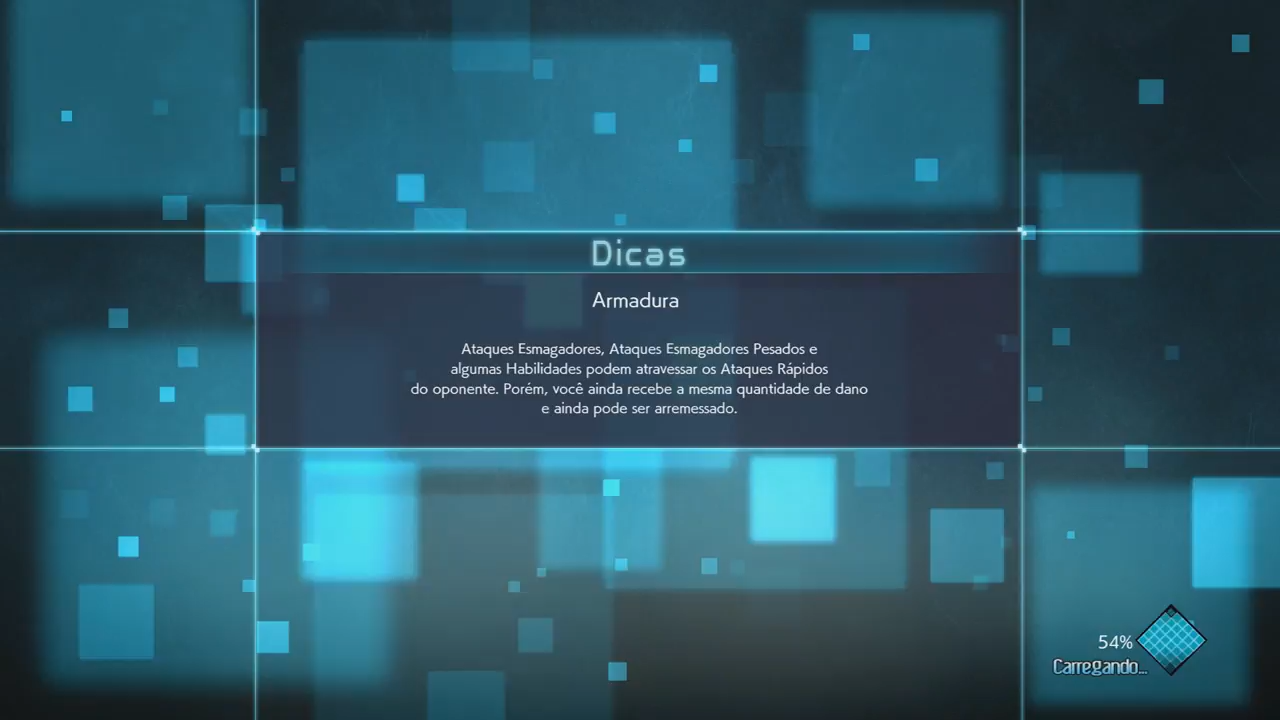 Dicas
Armadura
Ataques Esmagadores, Ataques Esmagadores Pesados e
algumas Habilidades podem atravessar os Ataques Rápidos
do oponente. Porém, você ainda recebe a mesma quantidade de dano
e ainda pode ser arremessado.
54%
Carregando...